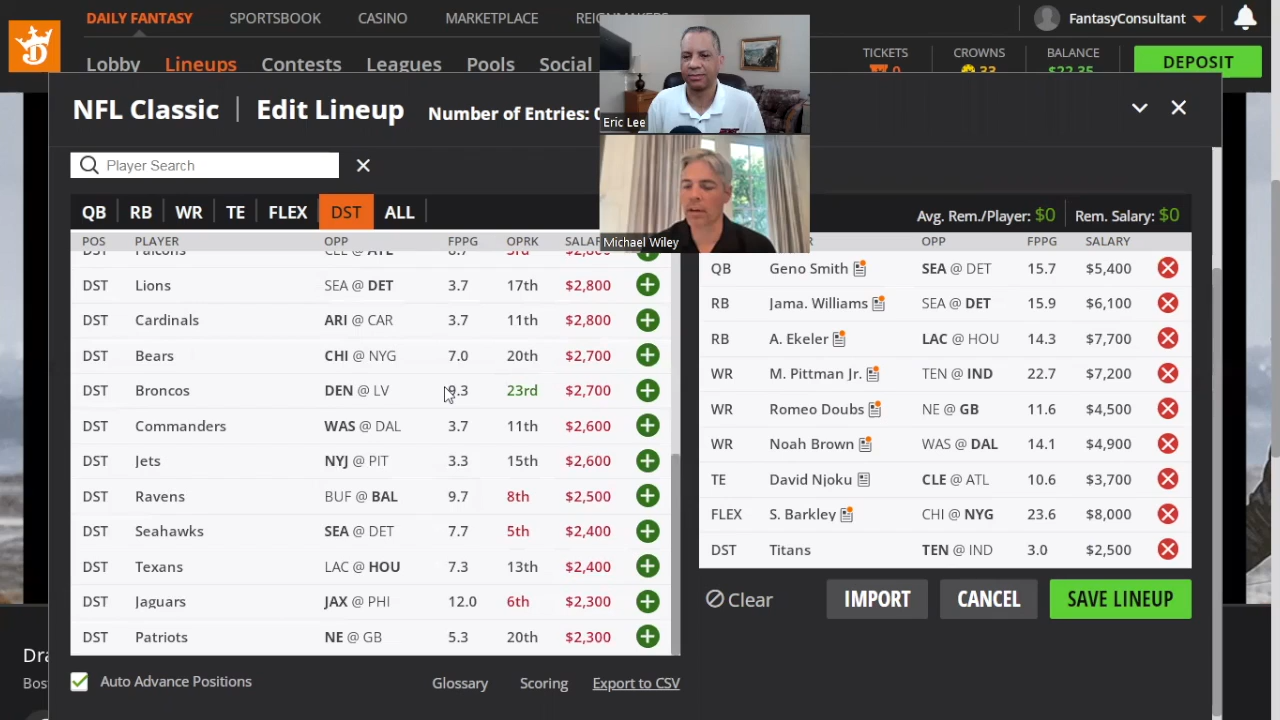 DAILY FANTASY SPORTSBOOK CASINO MARKETPLACE REIGNMAKERS FantasyConsultant
Lobby Lineups Contests Leagues Pools Social TICKETS 0 CROWNS 33 BALANCE $22.35 DEPOSIT
NFL Classic | Edit Lineup Number of Entries:
Eric Lee
Michael Wiley
Player Search
QB RB WR TE FLEX DST ALL
POS PLAYER OPP FPPG OPRK
DST Falcons CLE @ ATL
DST Lions SEA @ DET 3.7 17th $2,800
DST Cardinals ARI @ CAR 3.7 11th $2,800
DST Bears CHI @ NYG 7.0 20th $2,700
DST Broncos DEN @ LV 9.3 23rd $2,700
DST Commanders WAS @ DAL 3.7 11th $2,600
DST Jets NYJ @ PIT 3.3 15th $2,600
DST Ravens BUF @ BAL 9.7 8th $2,500
DST Seahawks SEA @ DET 7.7 5th $2,400
DST Texans LAC @ HOU 7.3 13th $2,400
DST Jaguars JAX @ PHI 12.0 6th $2,300
DST Patriots NE @ GB 5.3 20th $2,300
Auto Advance Positions Glossary Scoring Export to CSV
Avg. Rem./Player: $0 Rem. Salary: $0
OPP FPPG SALARY
QB Geno Smith SEA @ DET 15.7 $5,400
RB Jama. Williams SEA @ DET 15.9 $6,100
RB A. Ekeler LAC @ HOU 14.3 $7,700
WR M. Pittman Jr. TEN @ IND 22.7 $7,200
WR Romeo Doubs NE @ GB 11.6 $4,500
WR Noah Brown WAS @ DAL 14.1 $4,900
TE David Njoku CLE @ ATL 10.6 $3,700
FLEX S. Barkley CHI @ NYG 23.6 $8,000
DST Titans TEN @ IND 3.0 $2,500
Clear IMPORT CANCEL SAVE LINEUP